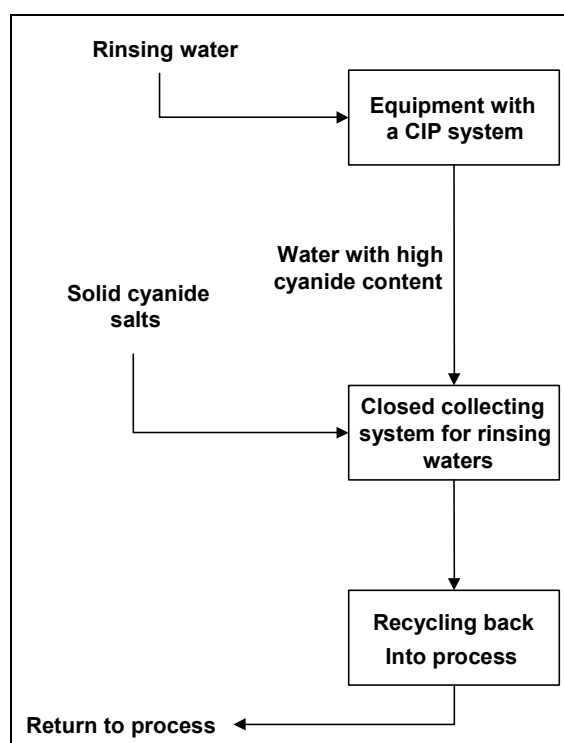 Rinsing water
Equipment with
a CIP system
Water with high
cyanide content
Solid cyanide
salts
Closed collecting
system for rinsing
waters
Recycling back
Into process
Return to process